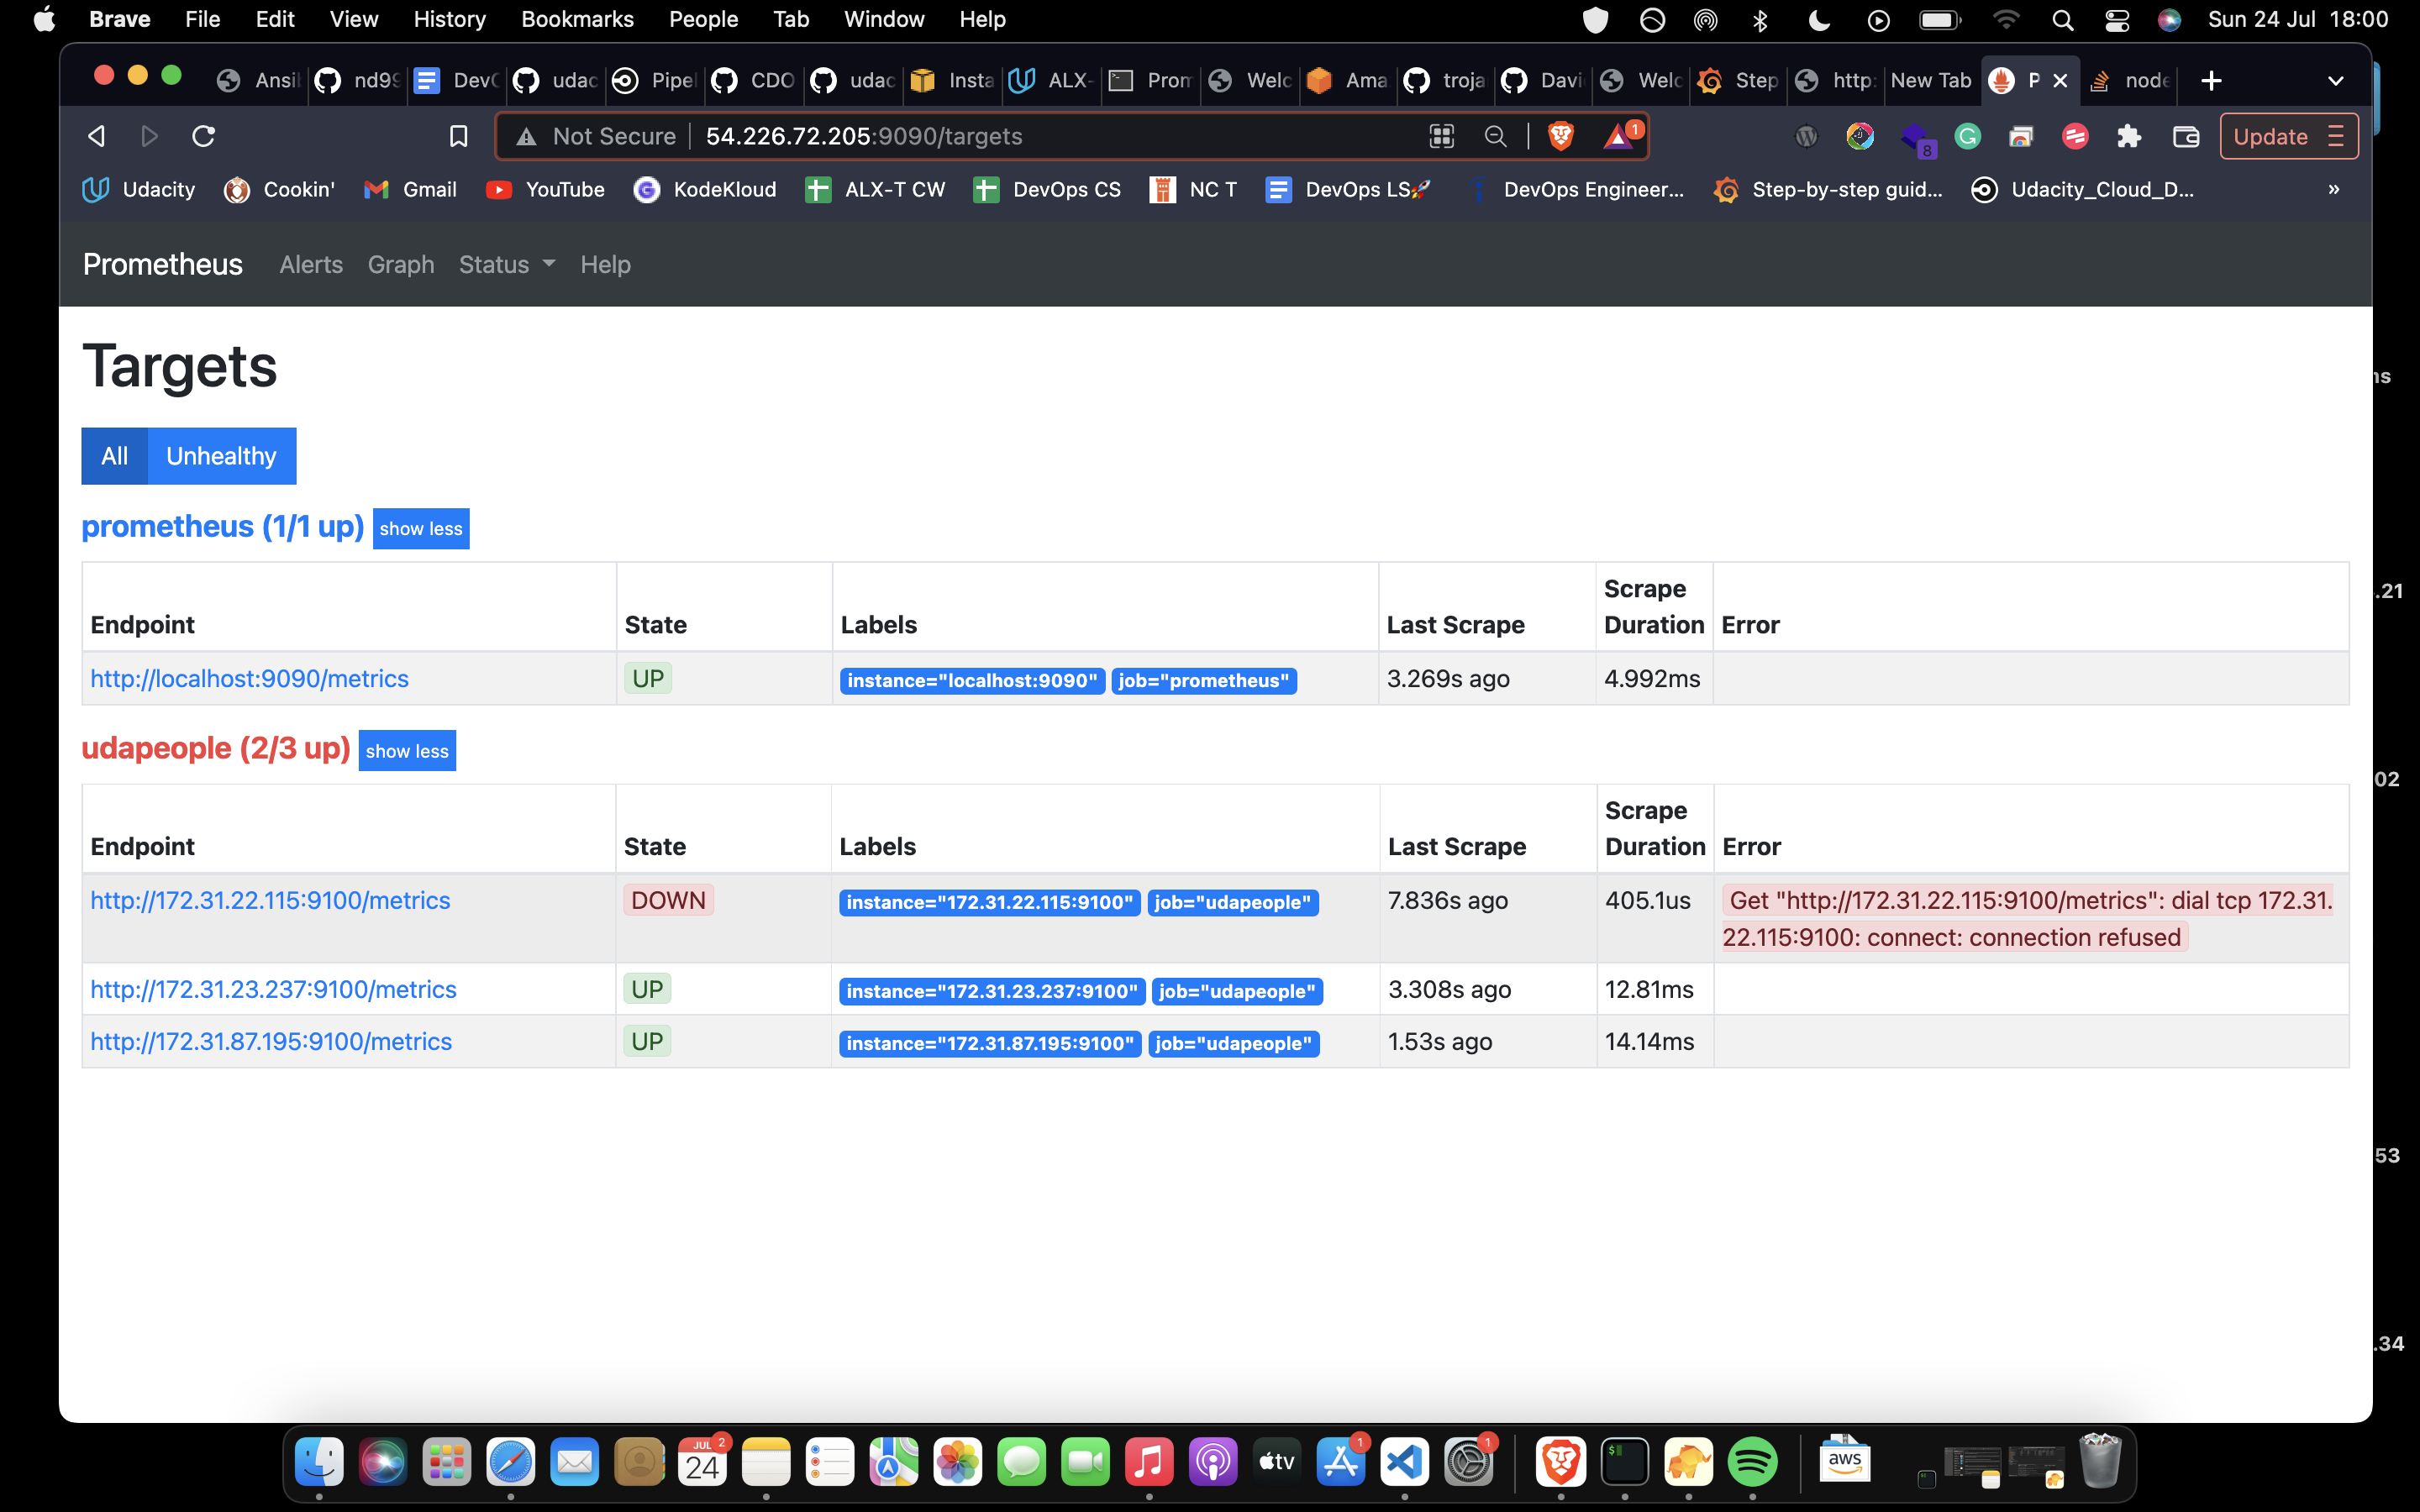 Brave File Edit View History Bookmarks People Tab Window Help Sun 24 Jul 18:00
Ansi nd9 Dev udac Pipel CDO udac Insta ALX- Pron Welc Ama troja Davi Welc Step http: New Tab P node
Not Secure 54.226.72.205:9090/targets 1 8 Update
Udacity Cookin' Gmail YouTube KodeKloud ALX-T CW DevOps CS NC T DevOps LS🚀 DevOps Engineer... Step-by-step guid... Udacity_Cloud_D... »
Prometheus Alerts Graph Status Help
Targets
All Unhealthy
prometheus (1/1 up) show less
Endpoint State Labels Last Scrape Scrape Duration Error
http://localhost:9090/metrics UP instance="localhost:9090" job="prometheus" 3.269s ago 4.992ms
udapeople (2/3 up) show less
Endpoint State Labels Last Scrape Scrape Duration Error
http://172.31.22.115:9100/metrics DOWN instance="172.31.22.115:9100" job="udapeople" 7.836s ago 405.1us Get "http://172.31.22.115:9100/metrics": dial tcp 172.31.
22.115:9100: connect: connection refused
http://172.31.23.237:9100/metrics UP instance="172.31.23.237:9100" job="udapeople" 3.308s ago 12.81ms
http://172.31.87.195:9100/metrics UP instance="172.31.87.195:9100" job="udapeople" 1.53s ago 14.14ms
.21
02
53
.34
JUL 2 24 tv 1 1 aws